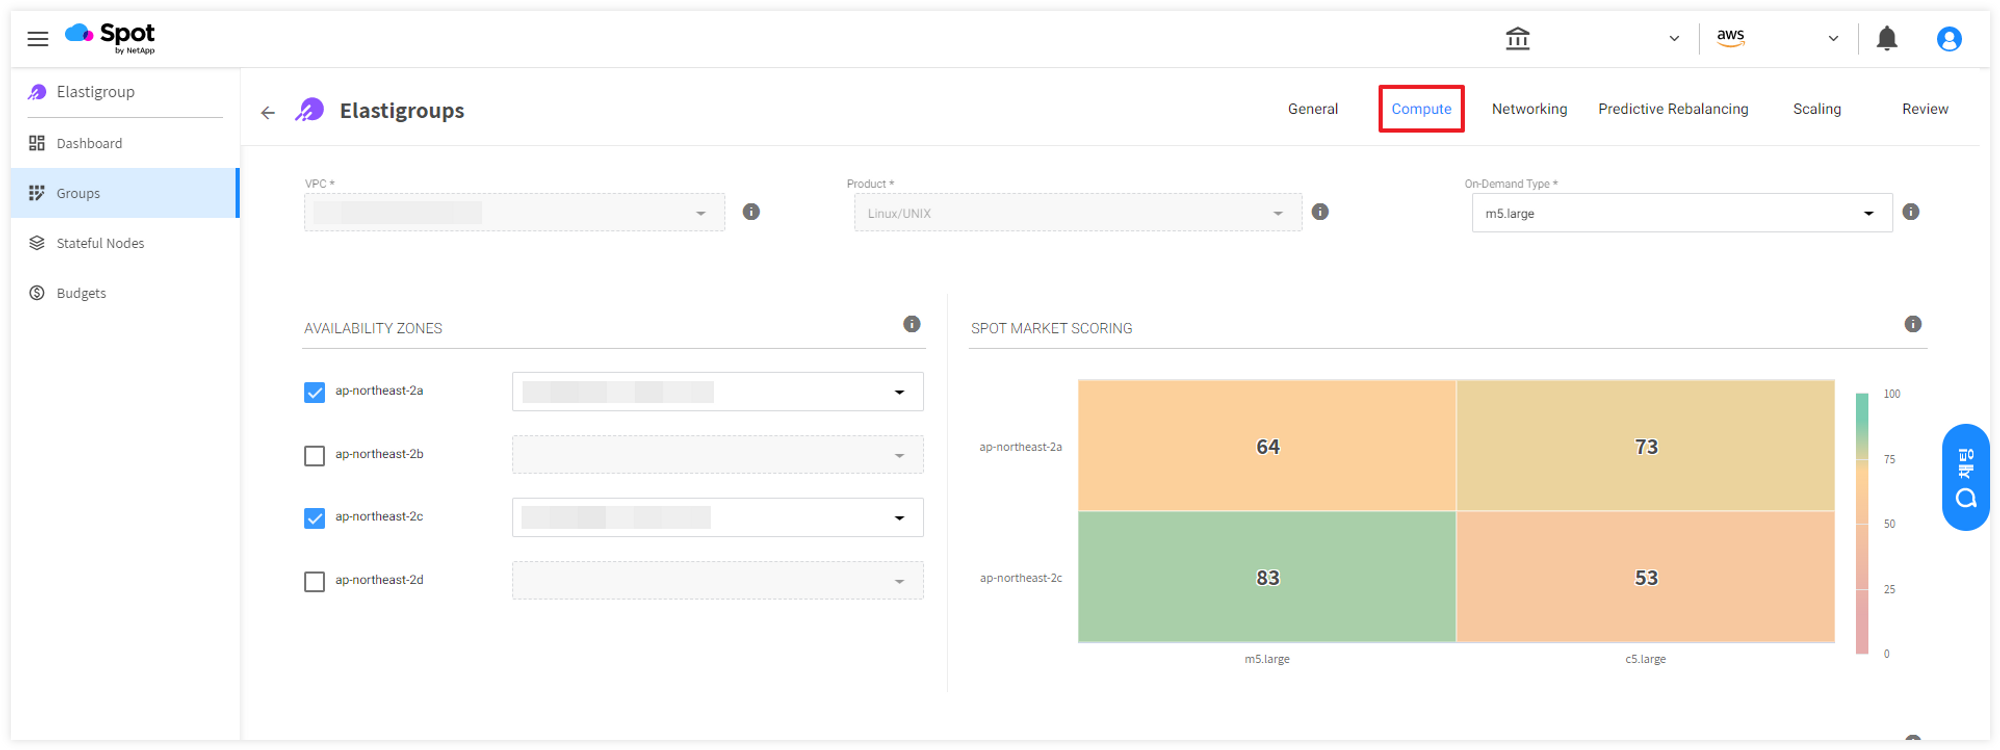 Spot
by NetApp
aws
Elastigroup
Dashboard
Groups
Stateful Nodes
Budgets
Elastigroups
General
Compute
Networking
Predictive Rebalancing
Scaling
Review
VPC *
Product *
Linux/UNIX
On-Demand Type *
m5.large
AVAILABILITY ZONES
ap-northeast-2a
ap-northeast-2b
ap-northeast-2c
ap-northeast-2d
SPOT MARKET SCORING
ap-northeast-2a
64
73
ap-northeast-2c
83
53
m5.large
c5.large
100
75
50
25
0
채팅